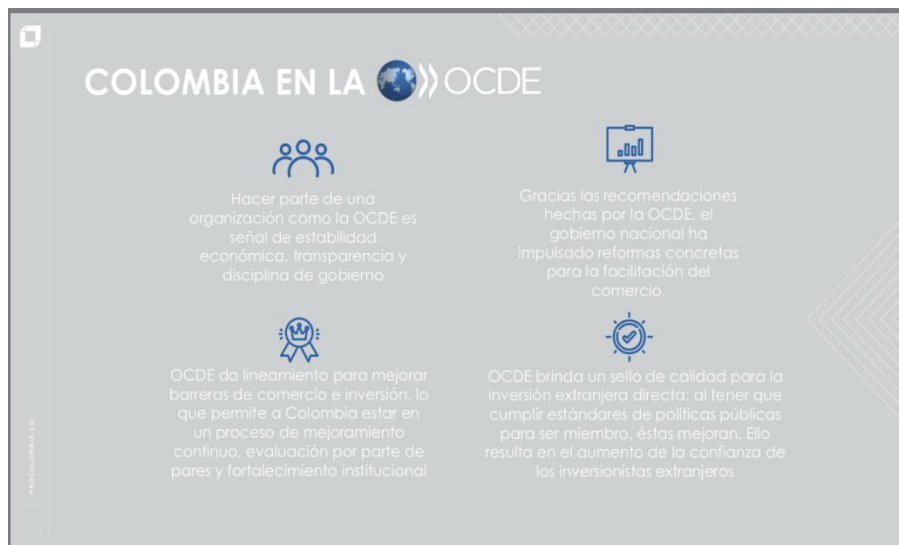 COLOMBIA EN LA OCDE
Hacer parte de una
organización como la OCDE es
señal de estabilidad
económica, transparencia y
disciplina de gobierno
Gracias las recomendaciones
hechas por la OCDE, el
gobierno nacional ha
impulsado reformas concretas
para la facilitación del
comercio.
OCDE da lineamiento para mejorar
barreras de comercio e inversión, lo
que permite a Colombia estar en
un proceso de mejoramiento
continuo, evaluación por parte de
pares y fortalecimiento institucional
OCDE brinda un sello de calidad para la
inversión extranjera directa: al tener que
cumplir estándares de políticas públicas
para ser miembro, éstas mejoran. Ello
resulta en el aumento de la confianza de
los inversionistas extranjeros
PROCOLOMBIA.CO